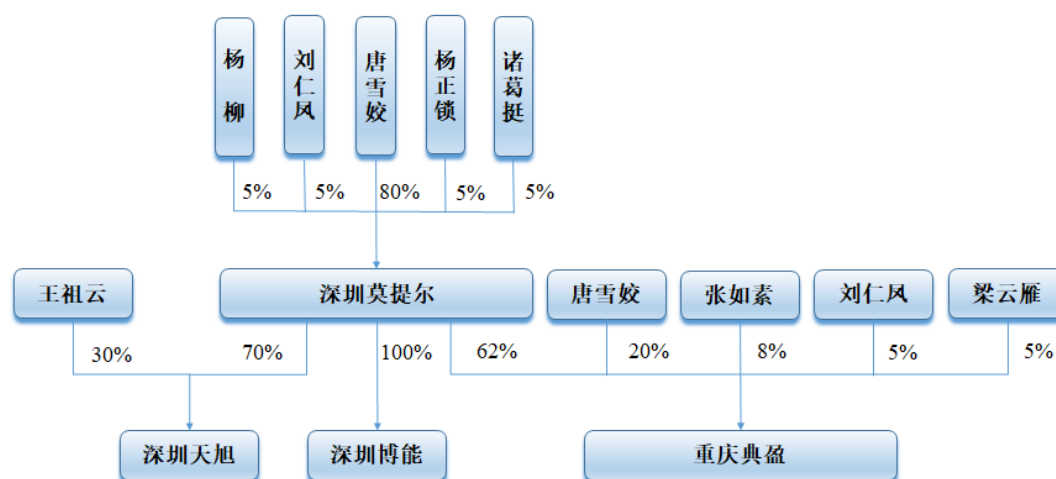 杨柳
刘仁凤
唐雪姣
杨正锁
诸葛挺
5%
5%
80%
5%
5%
王祖云
深圳莫提尔
唐雪姣
张如素
刘仁凤
梁云雁
30%
70%
100%
62%
20%
8%
5%
5%
深圳天旭
深圳博能
重庆典盈